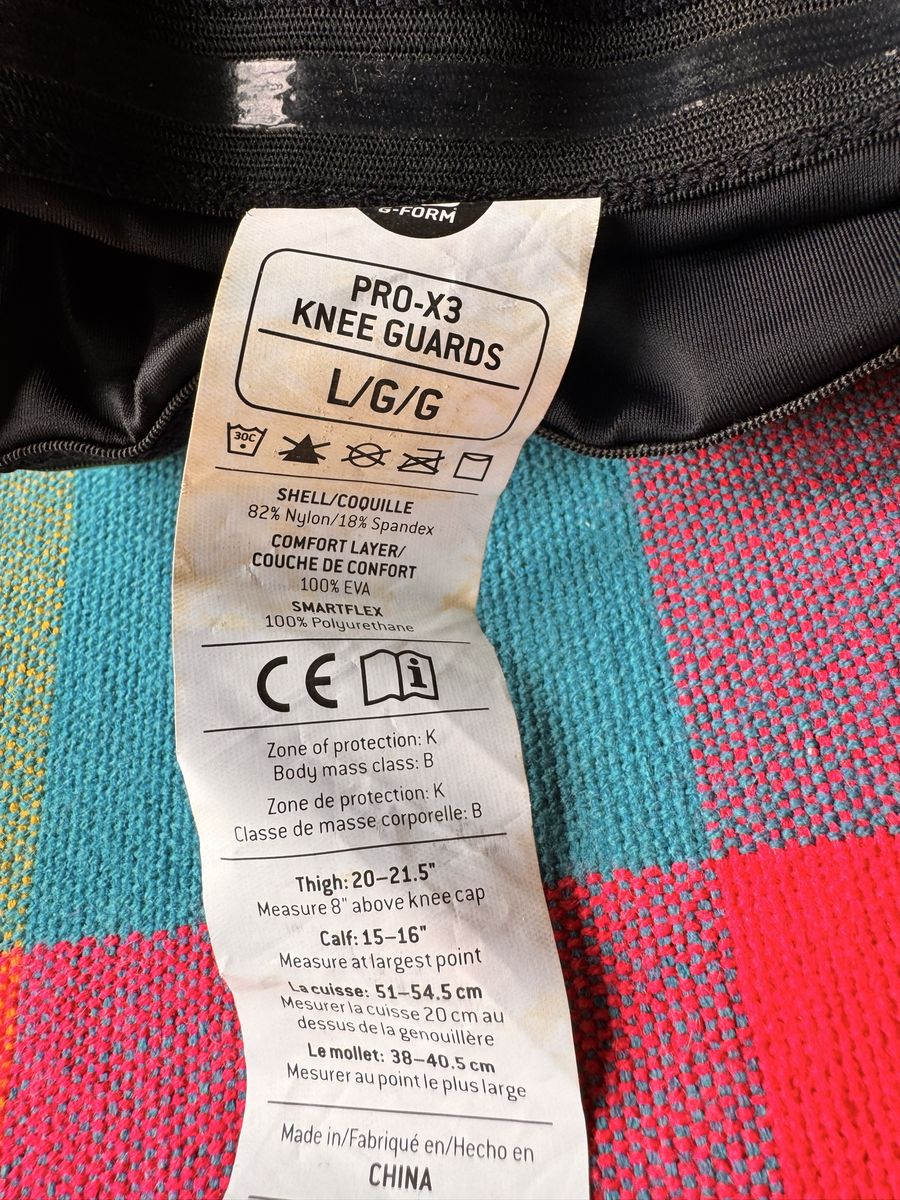 G-FORM
PRO-X3
KNEE GUARDS
L/G/G
30C
SHELL/COQUILLE
82% Nylon/18% Spandex
COMFORT LAYER/
COUCHE DE CONFORT
100% EVA
SMARTFLEX
100% Polyurethane
CE i
Zone of protection: K
Body mass class: B
Zone de protection: K
Classe de masse corporelle: B
Thigh: 20–21.5"
Measure 8" above knee cap
Calf: 15–16"
Measure at largest point
La cuisse: 51–54.5 cm
Mesurer la cuisse 20 cm au
dessus de la genouillère
Le mollet: 38–40.5 cm
Mesurer au point le plus large
Made in/Fabriqué en/Hecho en
CHINA